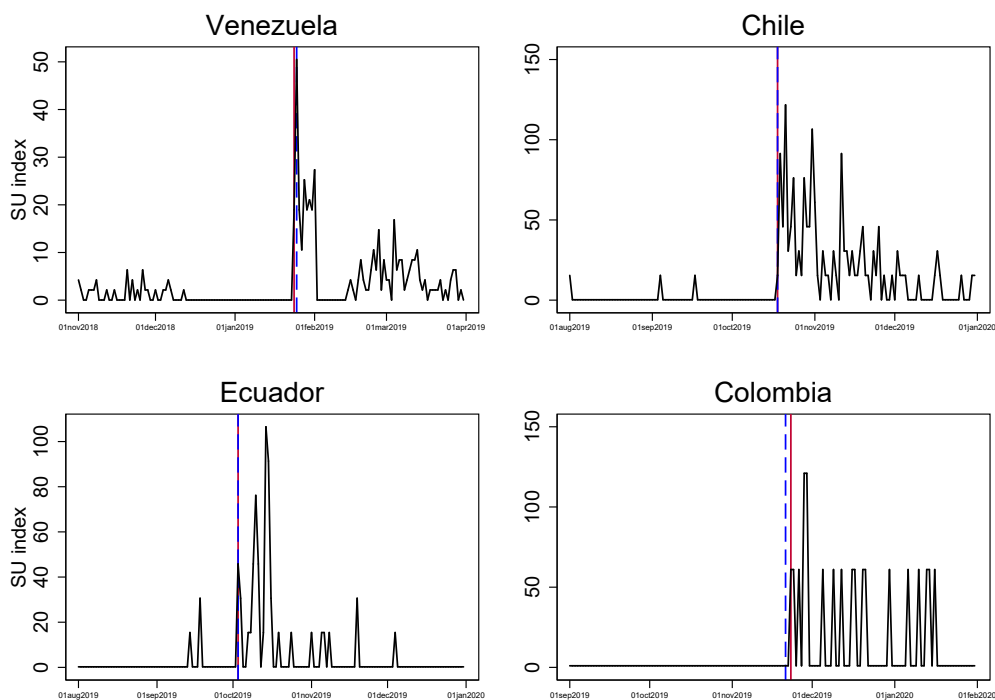 Venezuela
SU index
50
40
30
20
10
0
01nov2018 01dec2018 01jan2019 01feb2019 01mar2019 01apr2019
Chile
150
100
50
0
01aug2019 01sep2019 01oct2019 01nov2019 01dec2019 01jan2020
Ecuador
SU index
100
80
60
40
20
0
01aug2019 01sep2019 01oct2019 01nov2019 01dec2019 01jan2020
Colombia
150
100
50
0
01sep2019 01oct2019 01nov2019 01dec2019 01jan2020 01feb2020